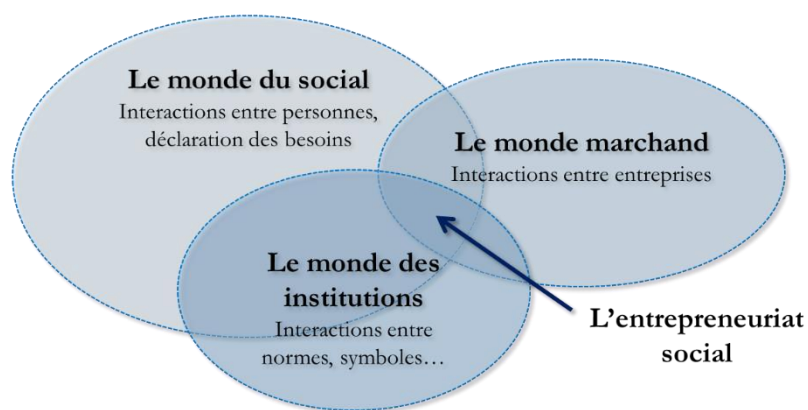 Le monde du social
Interactions entre personnes,
déclaration des besoins
Le monde marchand
Interactions entre entreprises
Le monde des
institutions
Interactions entre
normes, symboles…
L’entrepreneuriat
social